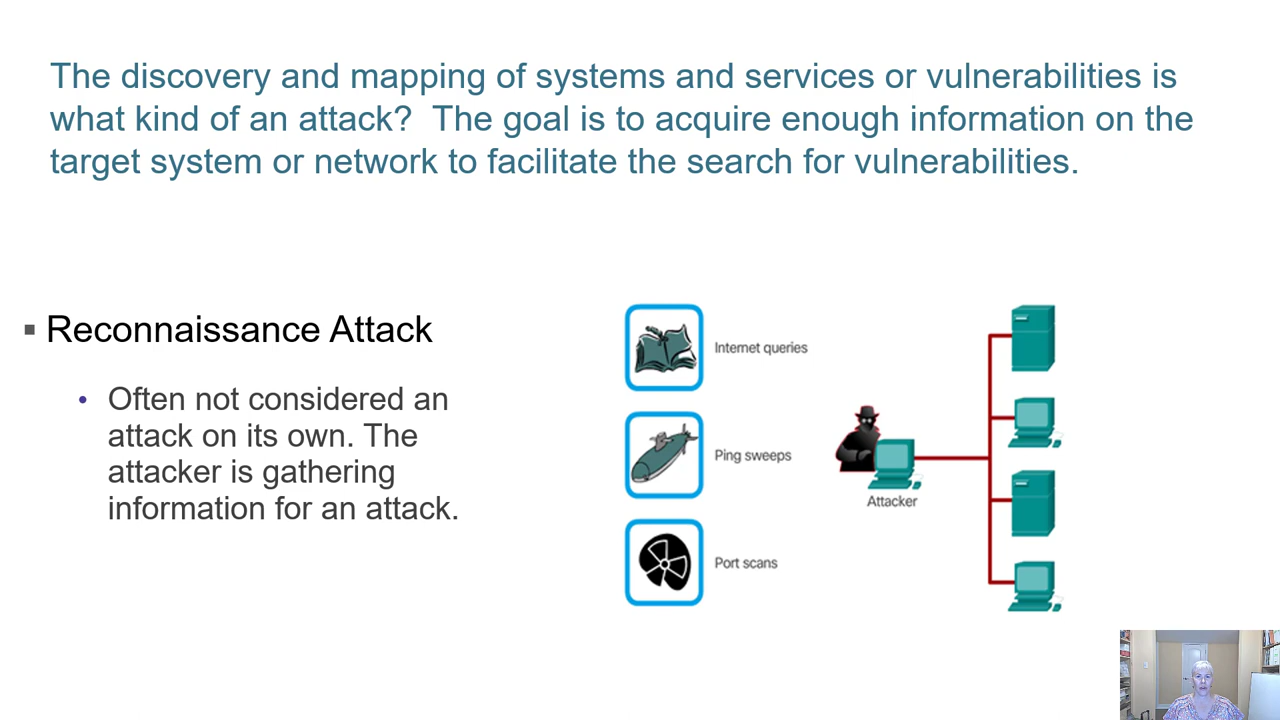 The discovery and mapping of systems and services or vulnerabilities is
what kind of an attack?  The goal is to acquire enough information on the
target system or network to facilitate the search for vulnerabilities.
▪ Reconnaissance Attack
• Often not considered an
attack on its own. The
attacker is gathering
information for an attack.
Internet queries
Ping sweeps
Port scans
Attacker